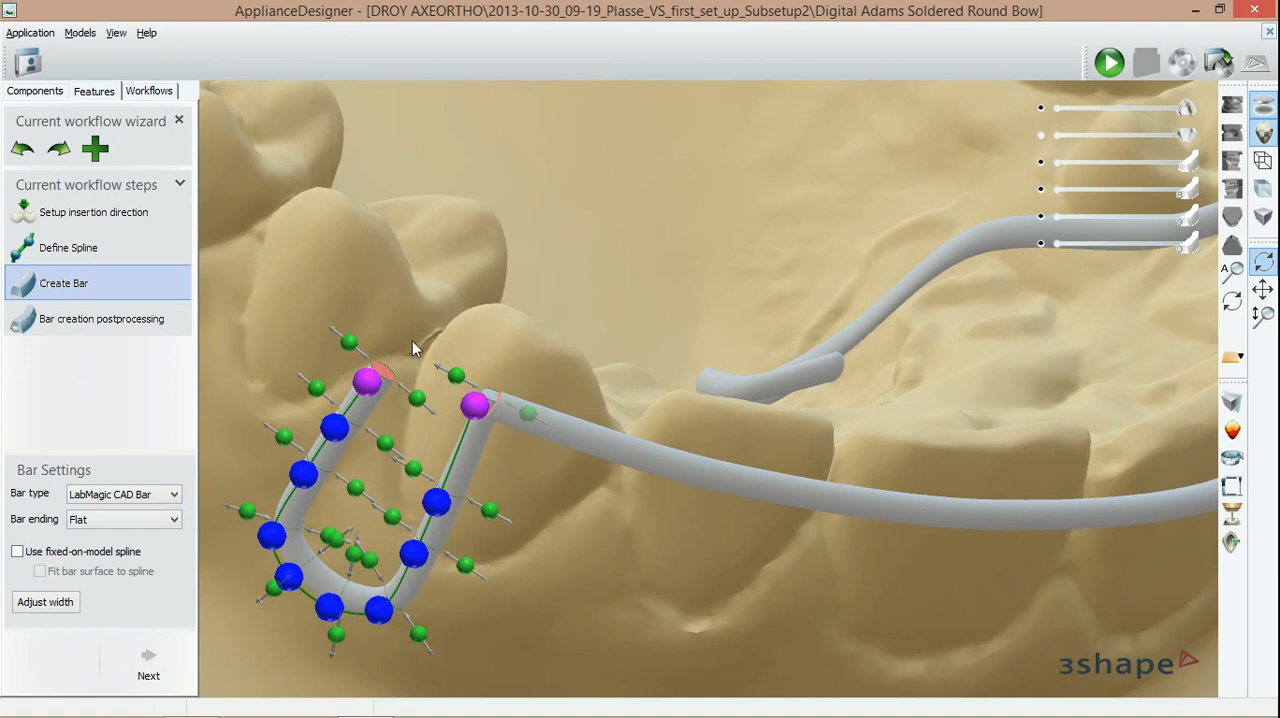 ApplianceDesigner - [DROY AXEORTHO\2013-10-30_09-19_Plasse_VS_first_set_up_Subsetup2\Digital Adams Soldered Round Bow]
Application Models View Help
Components Features Workflows
Current workflow wizard
Current workflow steps
Setup insertion direction
Define Spline
Create Bar
Bar creation postprocessing
Bar Settings
Bar type LabMagic CAD Bar
Bar ending Flat
Use fixed-on-model spline
Fit bar surface to spline
Adjust width
Next
A
3shape